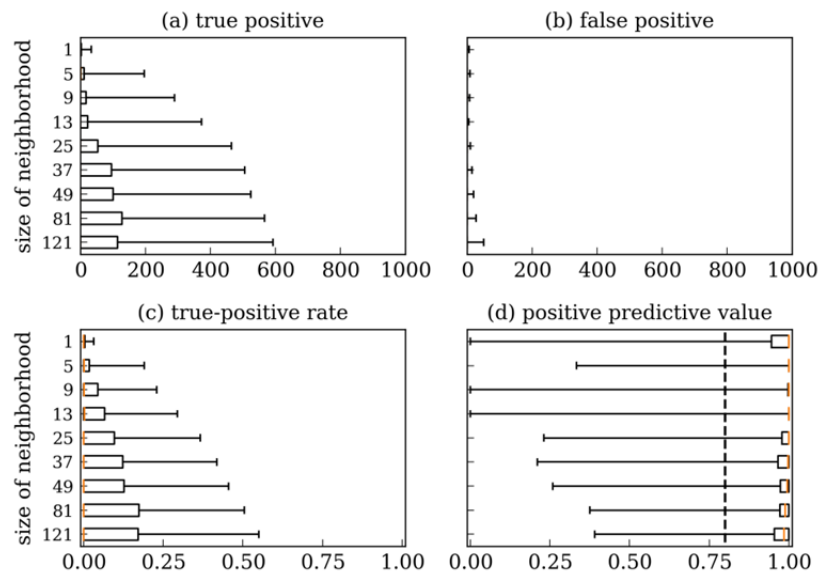 (a) true positive
(b) false positive
size of neighborhood
1
5
9
13
25
37
49
81
121
0 200 400 600 800 1000
0 200 400 600 800 1000
(c) true-positive rate
(d) positive predictive value
size of neighborhood
1
5
9
13
25
37
49
81
121
0.00 0.25 0.50 0.75 1.00
0.00 0.25 0.50 0.75 1.00